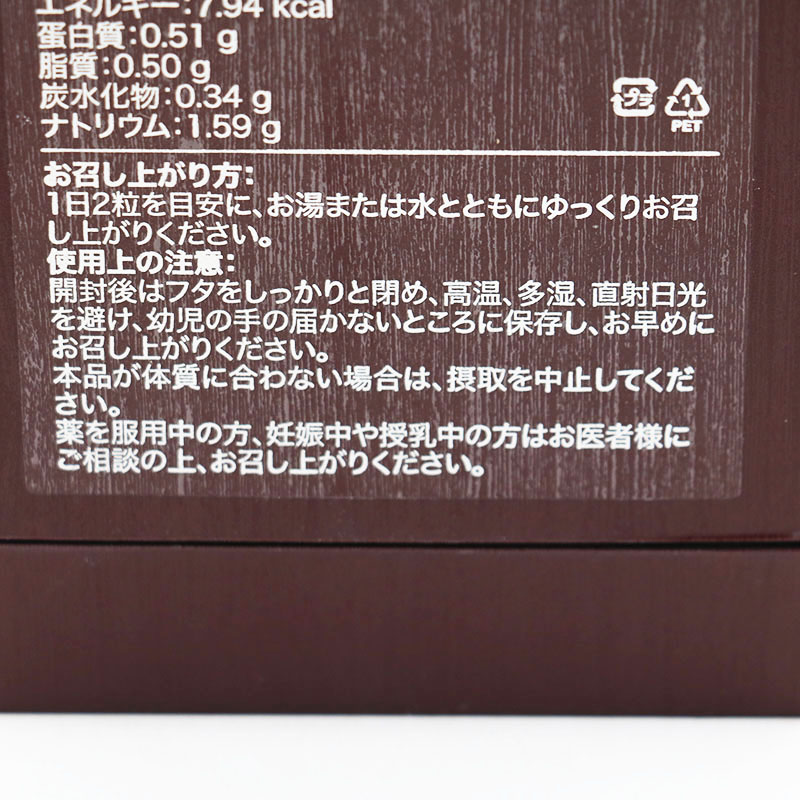 エネルギー:7.94 kcal
蛋白質:0.51 g
脂質:0.50 g
炭水化物:0.34 g
ナトリウム:1.59 g
プラ
1
PET
お召し上がり方:
1日2粒を目安に、お湯または水とともにゆっくりお召
し上がりください。
使用上の注意:
開封後はフタをしっかりと閉め、高温、多湿、直射日光
を避け、幼児の手の届かないところに保存し、お早めに
お召し上がりください。
本品が体質に合わない場合は、摂取を中止してくだ
さい。
薬を服用中の方、妊娠中や授乳中の方はお医者様に
ご相談の上、お召し上がりください。